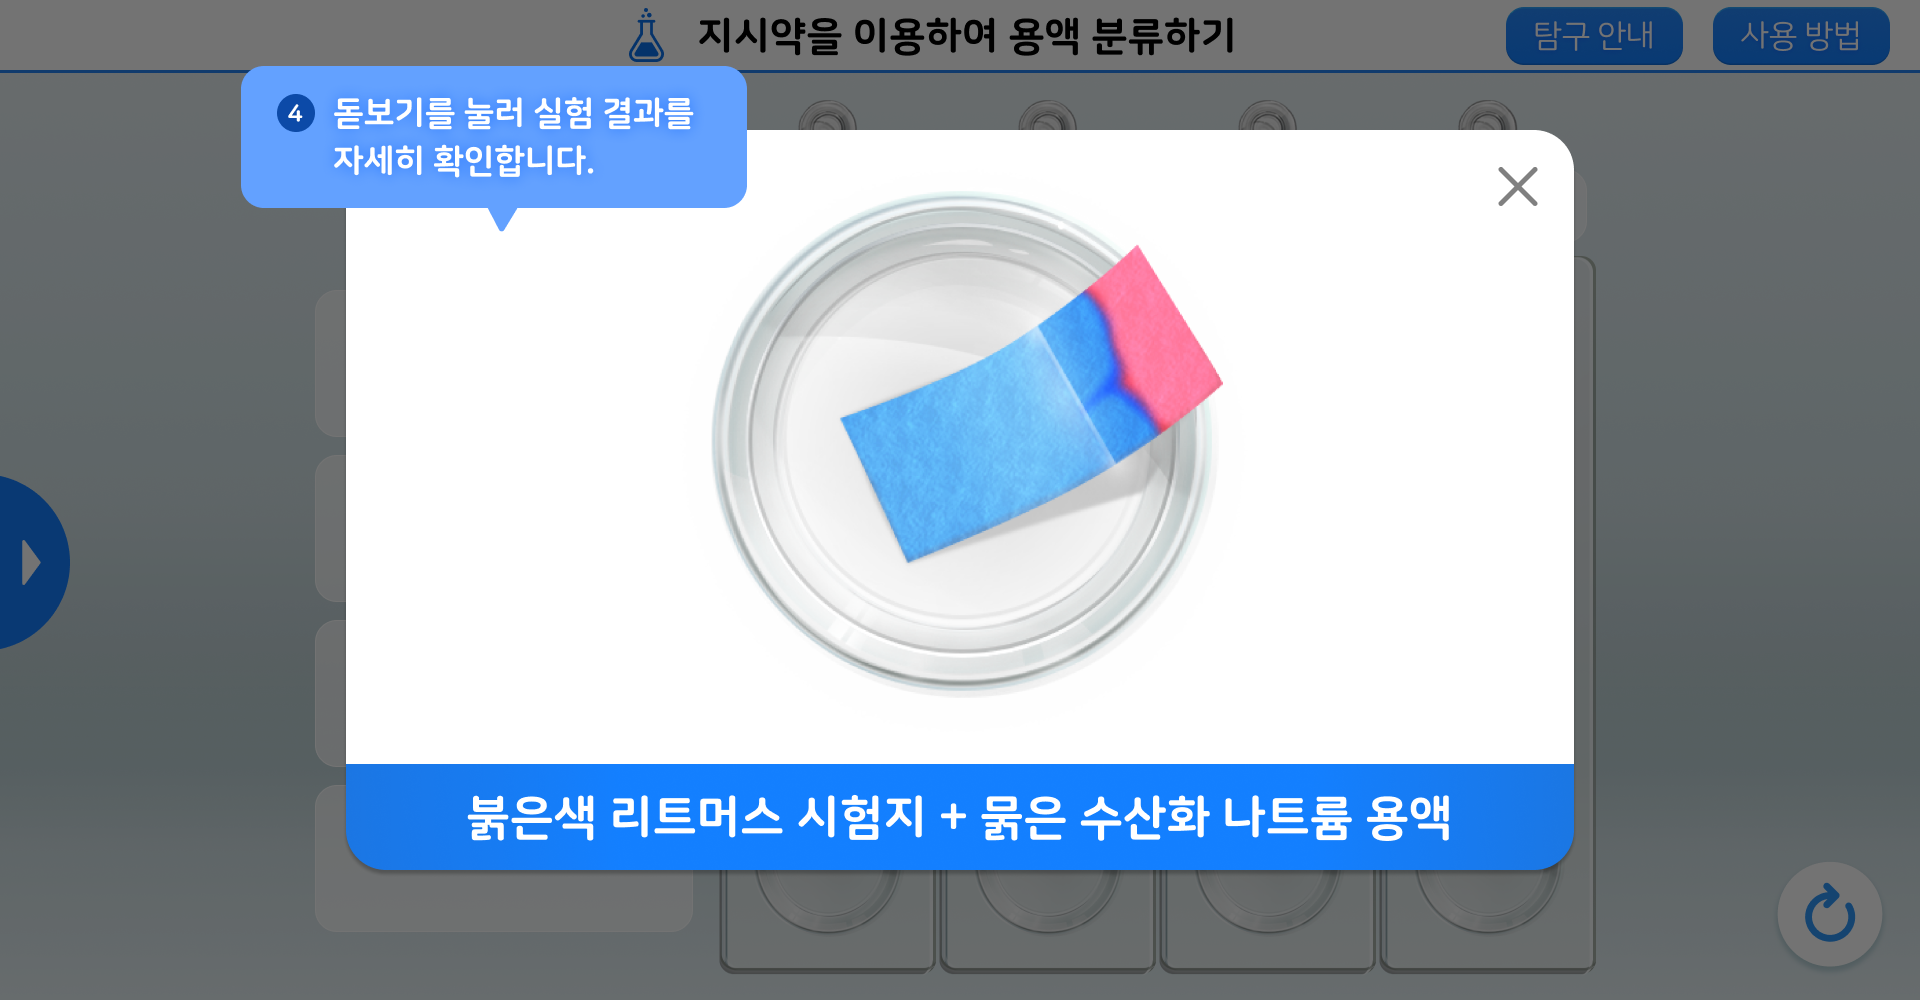 지시약을 이용하여 용액 분류하기
탐구 안내
사용 방법
4 돋보기를 눌러 실험 결과를
자세히 확인합니다.
붉은색 리트머스 시험지 + 묽은 수산화 나트륨 용액